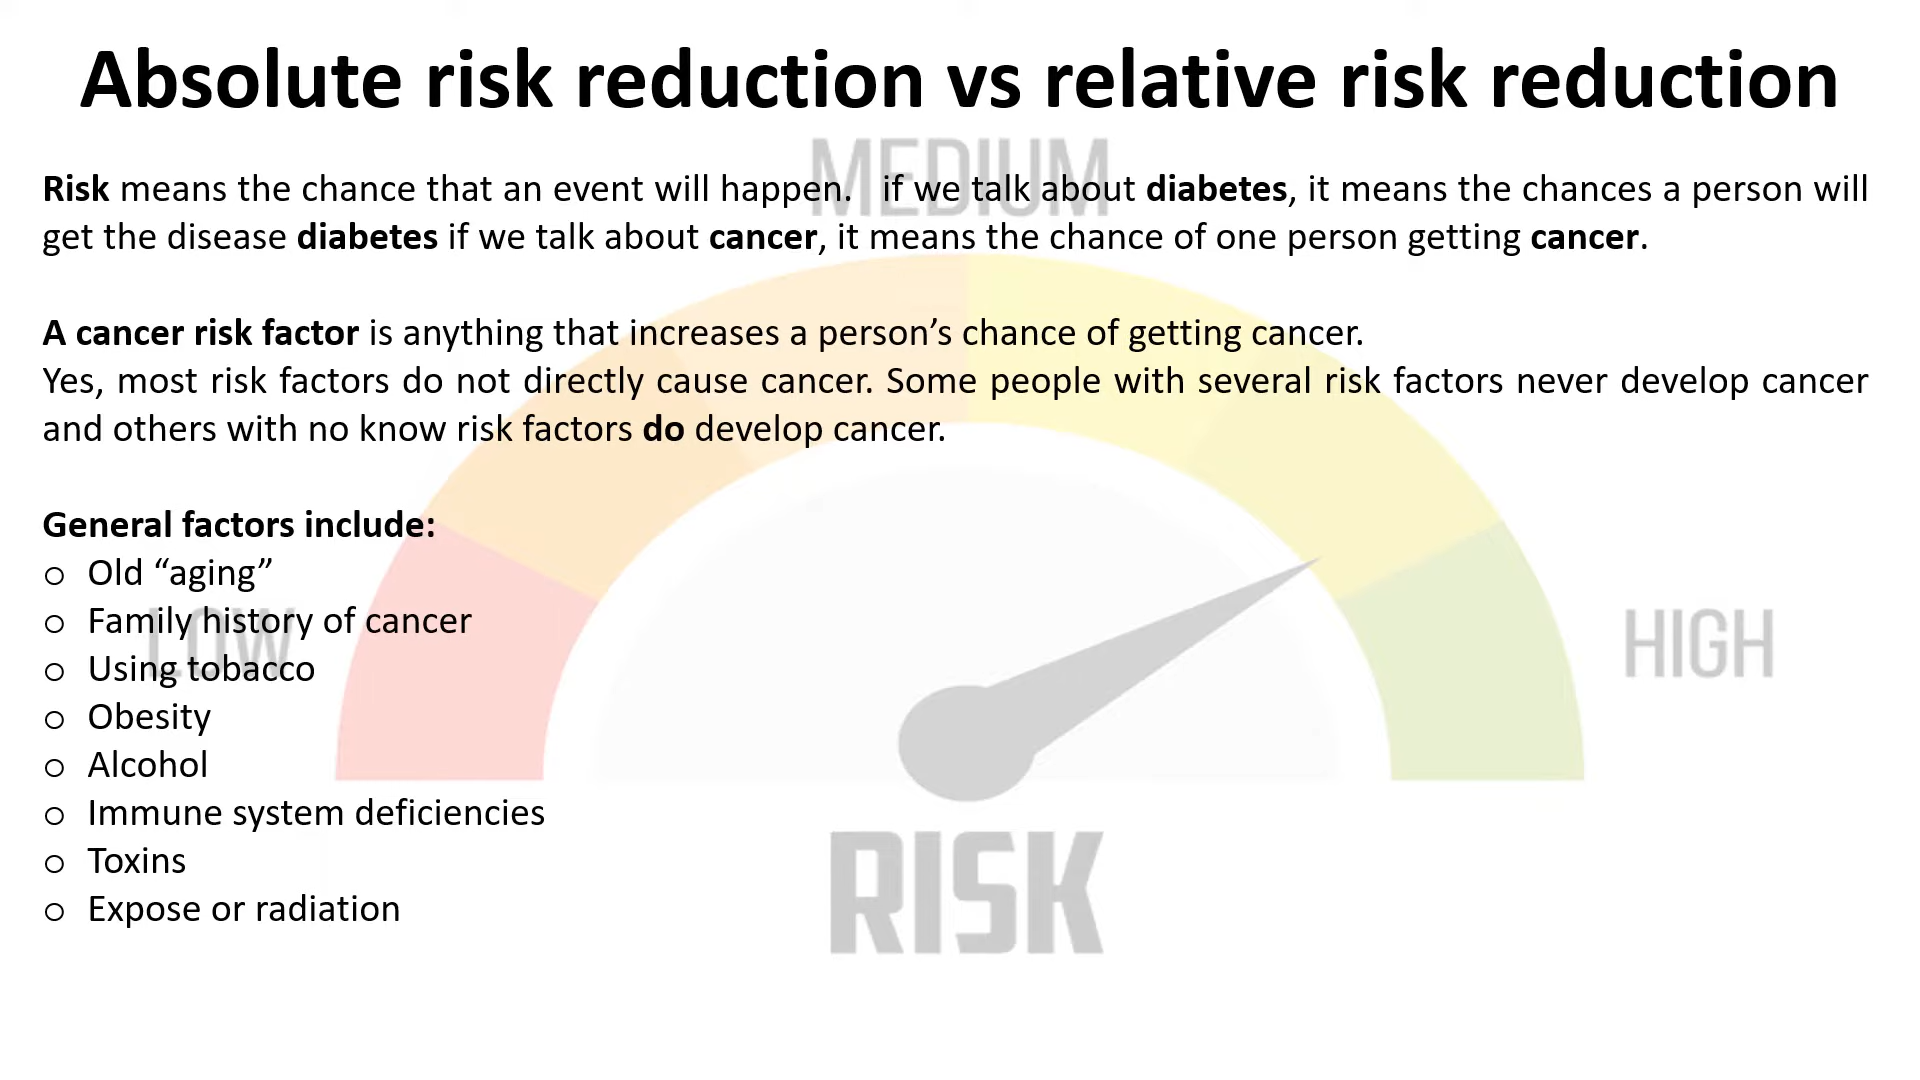 Absolute risk reduction vs relative risk reduction
MEDIUM
Risk means the chance that an event will happen. if we talk about diabetes, it means the chances a person will
get the disease diabetes if we talk about cancer, it means the chance of one person getting cancer.
A cancer risk factor is anything that increases a person’s chance of getting cancer.
Yes, most risk factors do not directly cause cancer. Some people with several risk factors never develop cancer
and others with no know risk factors do develop cancer.
General factors include:
o Old “aging”
o Family history of cancer
LOW
HIGH
o Using tobacco
o Obesity
o Alcohol
o Immune system deficiencies
o Toxins
o Expose or radiation
RISK